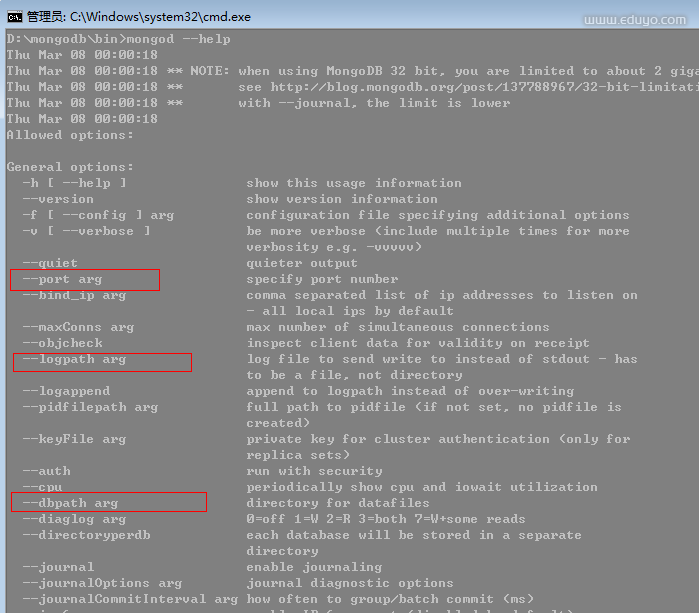 管理员: C:\Windows\system32\cmd.exe
www.eduyo.com
D:\mongodb\bin>mongod --help
Thu Mar 08 00:00:18
Thu Mar 08 00:00:18 ** NOTE: when using MongoDB 32 bit, you are limited to about 2 giga
Thu Mar 08 00:00:18 **       see http://blog.mongodb.org/post/137788967/32-bit-limitati
Thu Mar 08 00:00:18 **       with --journal, the limit is lower
Thu Mar 08 00:00:18
Allowed options:
General options:
-h [ --help ]               show this usage information
--version                   show version information
-f [ --config ] arg         configuration file specifying additional options
-v [ --verbose ]            be more verbose (include multiple times for more
verbosity e.g. -vvvvv)
--quiet                     quieter output
--port arg                  specify port number
--bind_ip arg               comma separated list of ip addresses to listen on
- all local ips by default
--maxConns arg              max number of simultaneous connections
--objcheck                  inspect client data for validity on receipt
--logpath arg               log file to send write to instead of stdout - has
to be a file, not directory
--logappend                 append to logpath instead of over-writing
--pidfilepath arg           full path to pidfile (if not set, no pidfile is
created)
--keyFile arg               private key for cluster authentication (only for
replica sets)
--auth                      run with security
--cpu                       periodically show cpu and iowait utilization
--dbpath arg                directory for datafiles
--diaglog arg               0=off 1=W 2=R 3=both 7=W+some reads
--directoryperdb            each database will be stored in a separate
directory
--journal                   enable journaling
--journalOptions arg        journal diagnostic options
--journalCommitInterval arg how often to group/batch commit (ms)